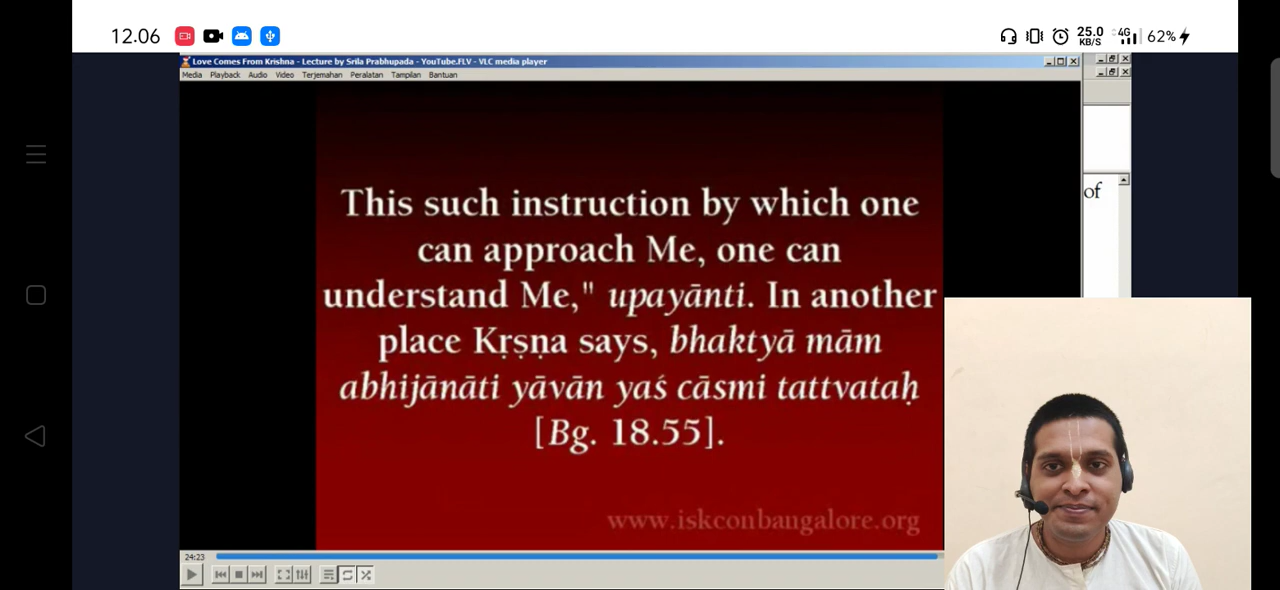 12.06
25.0
KB/S
4G
62%
Love Comes From Krishna - Lecture by Srila Prabhupada - YouTube.FLV - VLC media player
Media Playback Audio Video Terjemahan Peralatan Tampilan Bantuan
This such instruction by which one
can approach Me, one can
understand Me," upayānti. In another
place Kṛṣṇa says, bhaktyā mām
abhijānāti yāvān yaś cāsmi tattvataḥ
[Bg. 18.55].
of
www.iskconbangalore.org
24:23